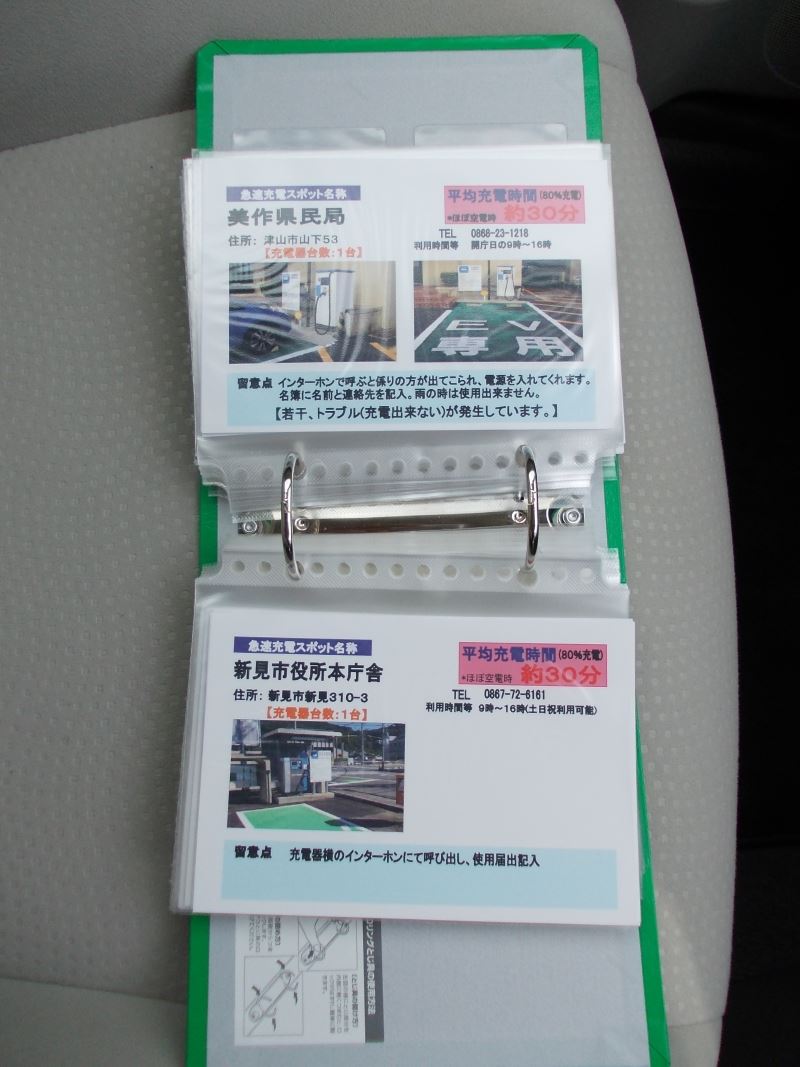 急速充電スポット名称
美作県民局
住所: 津山市山下53
【充電器台数:1台】
平均充電時間(80%充電)
*ほぼ空電時 約30分
TEL 0868-23-1218
利用時間等 開庁日の9時～16時
EV
専用
留意点 インターホンで呼ぶと係りの方が出てこられ、電源を入れてくれます。
名簿に名前と連絡先を記入。雨の時は使用出来ません。
【若干、トラブル(充電出来ない)が発生しています。】
急速充電スポット名称
新見市役所本庁舎
住所: 新見市新見310-3
【充電器台数:1台】
平均充電時間(80%充電)
*ほぼ空電時 約30分
TEL 0867-72-6161
利用時間等 9時～16時(土日祝利用可能)
留意点 充電器横のインターホンにて呼び出し、使用届出記入
リングとじ具の使用方法